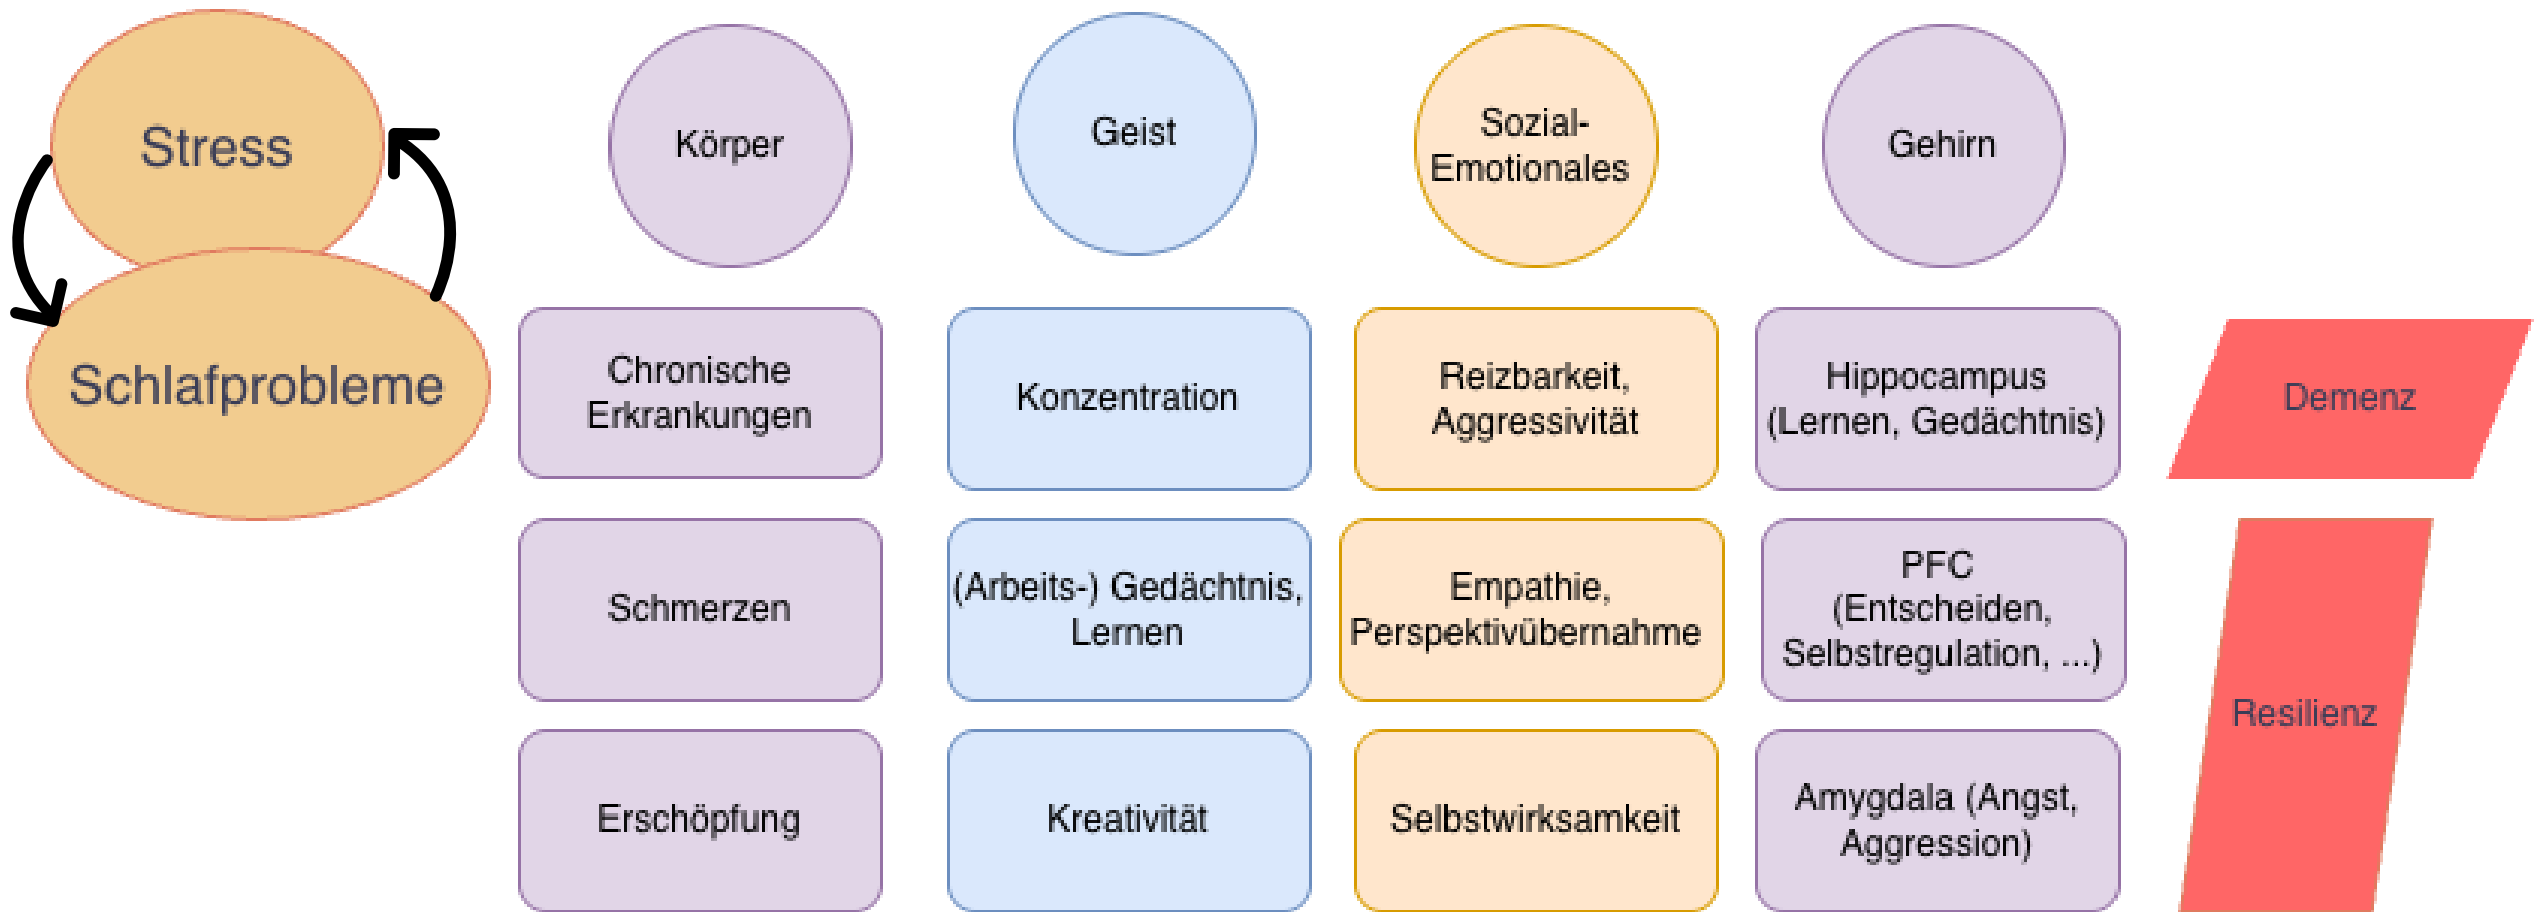 Stress
Schlafprobleme
Körper
Geist
Sozial-
Emotionales
Gehirn
Chronische
Erkrankungen
Konzentration
Reizbarkeit,
Aggressivität
Hippocampus
(Lernen, Gedächtnis)
Demenz
Schmerzen
(Arbeits-) Gedächtnis,
Lernen
Empathie,
Perspektivübernahme
PFC
(Entscheiden,
Selbstregulation, ...)
Resilienz
Erschöpfung
Kreativität
Selbstwirksamkeit
Amygdala (Angst,
Aggression)